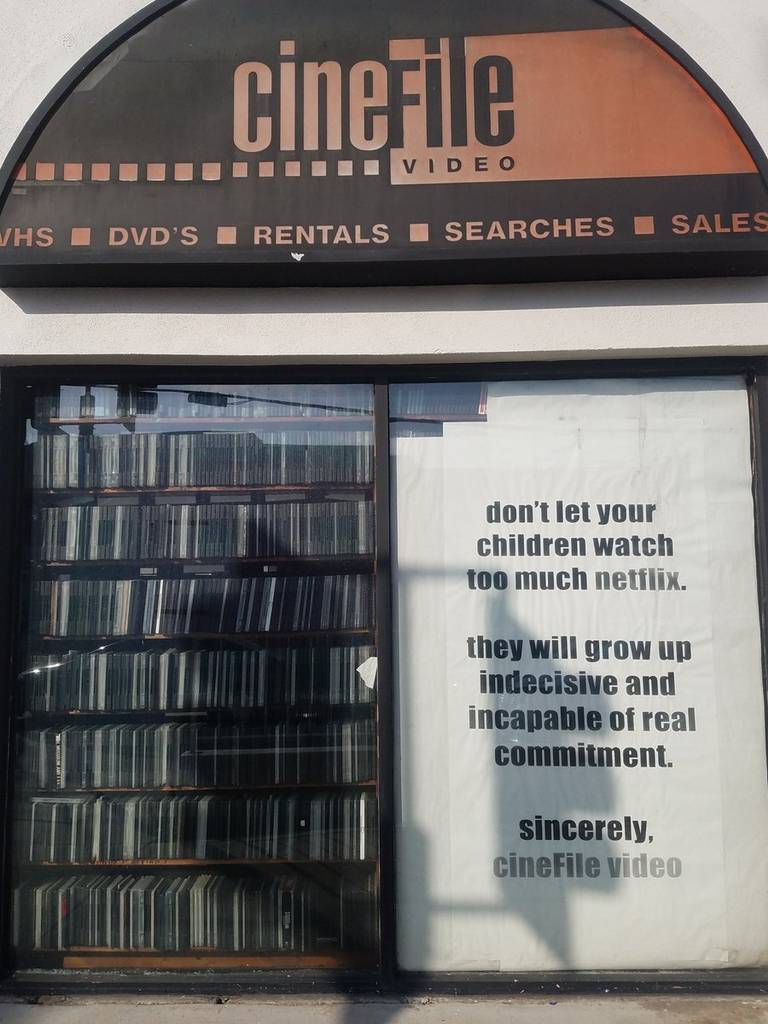 cineFile
VIDEO
VHS ■ DVD'S ■ RENTALS ■ SEARCHES ■ SALES
don't let your
children watch
too much netflix.
they will grow up
indecisive and
incapable of real
commitment.
sincerely,
cineFile video